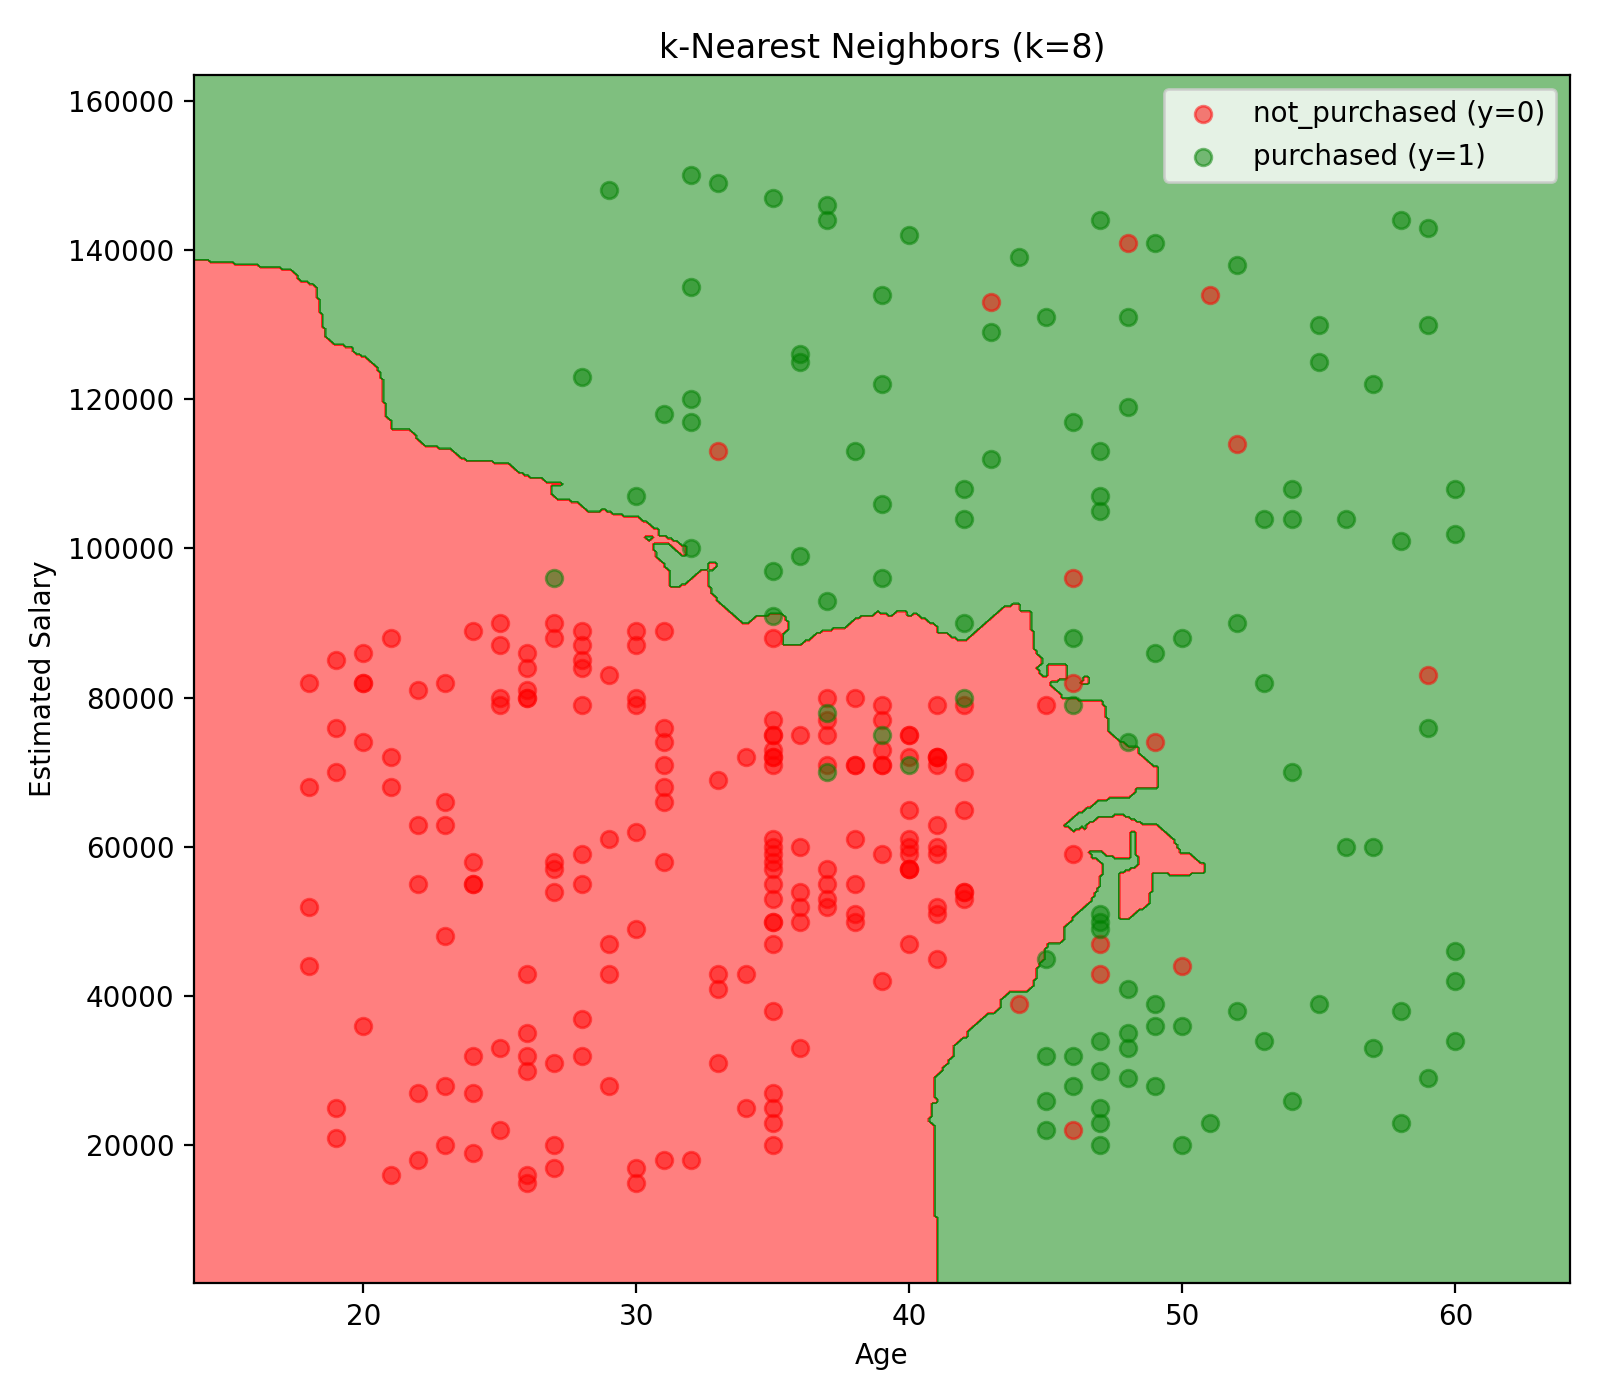 k-Nearest Neighbors (k=8)
not_purchased (y=0)
purchased (y=1)
160000
140000
120000
100000
80000
60000
40000
20000
Estimated Salary
20 30 40 50 60
Age